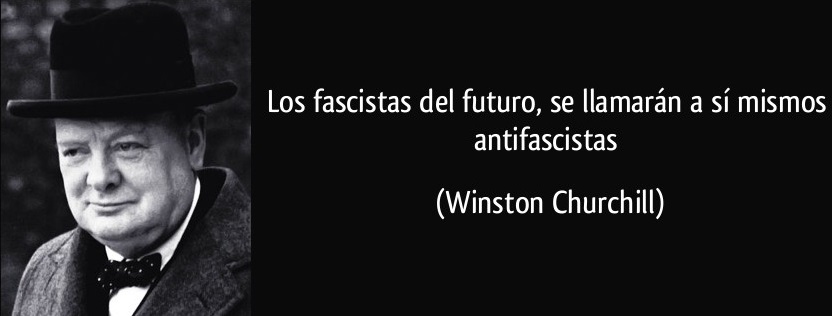 Los fascistas del futuro, se llamarán a sí mismos
antifascistas
(Winston Churchill)